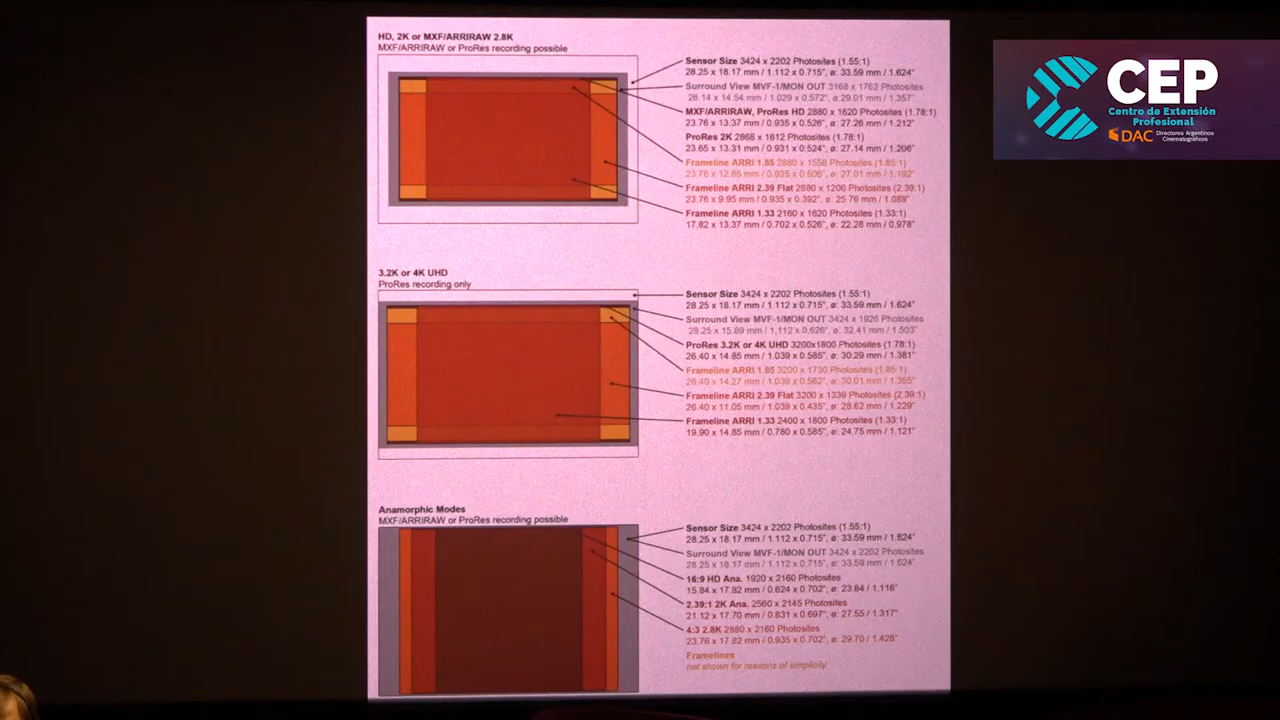 HD, 2K or MXF/ARRIRAW 2.8K
MXF/ARRIRAW or ProRes recording possible
Sensor Size 3424 x 2202 Photosites (1.55:1)
28.25 x 18.17 mm / 1.112 x 0.715", ø: 33.59 mm / 1.324"
Surround View MVF-1/MON OUT 3168 x 1762 Photosites
26.14 x 14.54 mm / 1.029 x 0.572", ø: 29.01 mm / 1.357"
MXF/ARRIRAW, ProRes HD 2880 x 1620 Photosites (1.78:1)
23.76 x 13.37 mm / 0.935 x 0.526", ø: 27.26 mm / 1.212"
ProRes 2K 2868 x 1612 Photosites (1.78:1)
23.65 x 13.31 mm / 0.931 x 0.524", ø: 27.14 mm / 1.206"
Frameline ARRI 1.85 2880 x 1558 Photosites (1.85:1)
23.76 x 12.85 mm / 0.935 x 0.506", ø: 27.01 mm / 1.192"
Frameline ARRI 2.39 Flat 2880 x 1206 Photosites (2.39:1)
23.76 x 9.95 mm / 0.935 x 0.392", ø: 25.76 mm / 1.089"
Frameline ARRI 1.33 2160 x 1620 Photosites (1.33:1)
17.82 x 13.37 mm / 0.702 x 0.526", ø: 22.28 mm / 0.978"
3.2K or 4K UHD
ProRes recording only
Sensor Size 3424 x 2202 Photosites (1.55:1)
28.25 x 18.17 mm / 1.112 x 0.715", ø: 33.59 mm / 1.624"
Surround View MVF-1/MON OUT 3424 x 1926 Photosites
28.25 x 15.89 mm / 1,112 x 0,626", ø: 32.41 mm / 1.503"
ProRes 3.2K or 4K UHD 3200x1800 Photosites (1.78:1)
26.40 x 14.85 mm / 1.039 x 0.585", ø: 30.29 mm / 1.381"
Frameline ARRI 1.85 3200 x 1730 Photosites (1.85:1)
26.40 x 14.27 mm / 1.039 x 0.562", ø: 30.01 mm / 1.355"
Frameline ARRI 2.39 Flat 3200 x 1339 Photosites (2.39:1)
26.40 x 11.05 mm / 1.039 x 0.435", ø: 28.62 mm / 1.229"
Frameline ARRI 1.33 2400 x 1800 Photosites (1.33:1)
19.90 x 14.85 mm / 0.780 x 0.585", ø: 24.75 mm / 1.121"
Anamorphic Modes
MXF/ARRIRAW or ProRes recording possible
Sensor Size 3424 x 2202 Photosites (1.55:1)
28.25 x 18.17 mm / 1.112 x 0.715", ø: 33.59 mm / 1.624"
Surround View MVF-1/MON OUT 3424 x 2202 Photosites
28.25 x 18.17 mm / 1.112 x 0.715", ø: 33.59 mm / 1.624"
16:9 HD Ana. 1920 x 2160 Photosites
15.84 x 17.82 mm / 0.624 x 0.702", ø: 23.84 / 1.116"
2.39:1 2K Ana. 2560 x 2145 Photosites
21.12 x 17.70 mm / 0.831 x 0.697", ø: 27.55 / 1.317"
4:3 2.8K 2880 x 2160 Photosites
23.76 x 17.82 mm / 0.935 x 0.702", ø: 29.70 / 1.428"
Framelines
not shown for reasons of simplicity
CEP
Centro de Extensión
Profesional
DAC Directores Argentinos
Cinematográficos